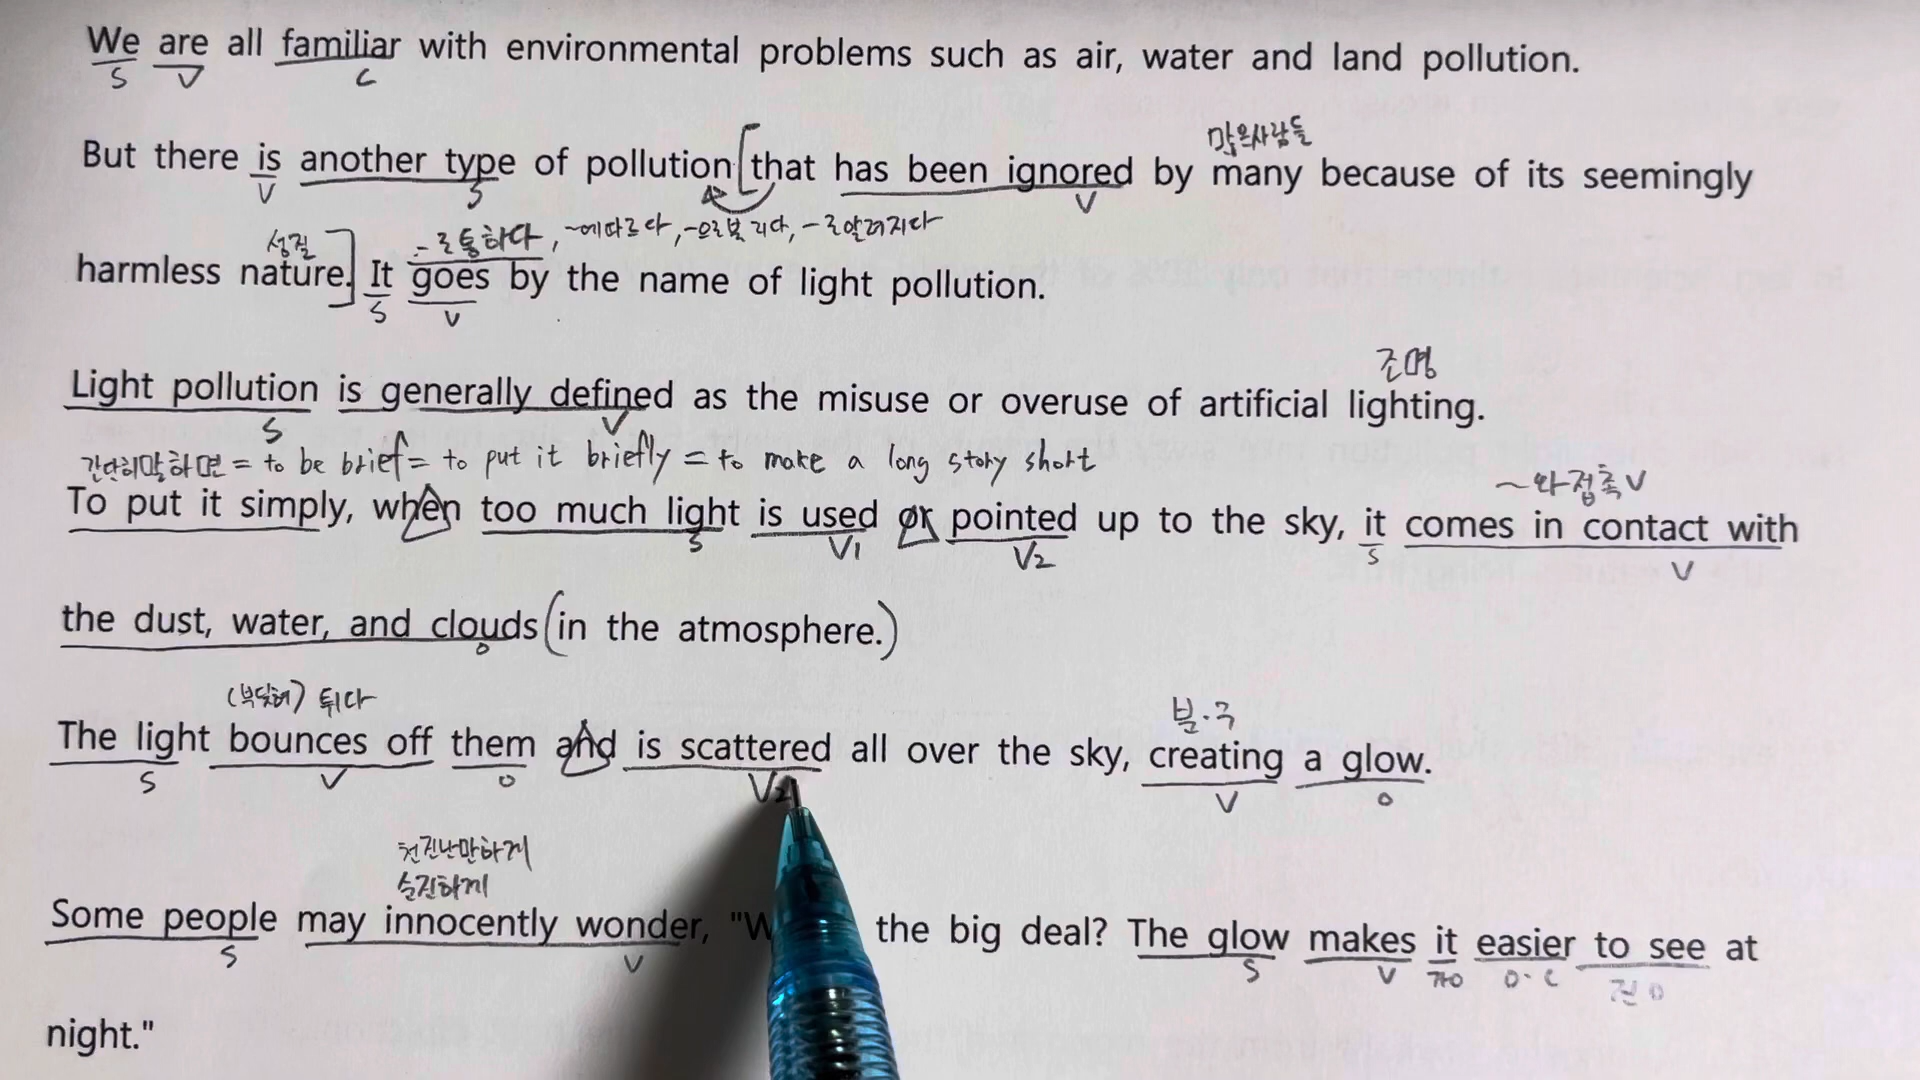 We are all familiar with environmental problems such as air, water and land pollution.
S V C
많은사람들
But there is another type of pollution [that has been ignored by many because of its seemingly
V S V
성질 ~로통하다, ~에따르다, ~으로불리다, ~로알려지다
harmless nature.] It goes by the name of light pollution.
S V
조명
Light pollution is generally defined as the misuse or overuse of artificial lighting.
S V
간단히말하면 = to be brief = to put it briefly = to make a long story short
~와접촉V
To put it simply, when too much light is used or pointed up to the sky, it comes in contact with
S V1 V2 S V
the dust, water, and clouds (in the atmosphere.)
O
(부딪혀) 튀다 분·구
The light bounces off them and is scattered all over the sky, creating a glow.
S V O V2 V O
천진난만하게
순진하게
Some people may innocently wonder, "W the big deal? The glow makes it easier to see at
S V S V 가O O·C 진O
night."